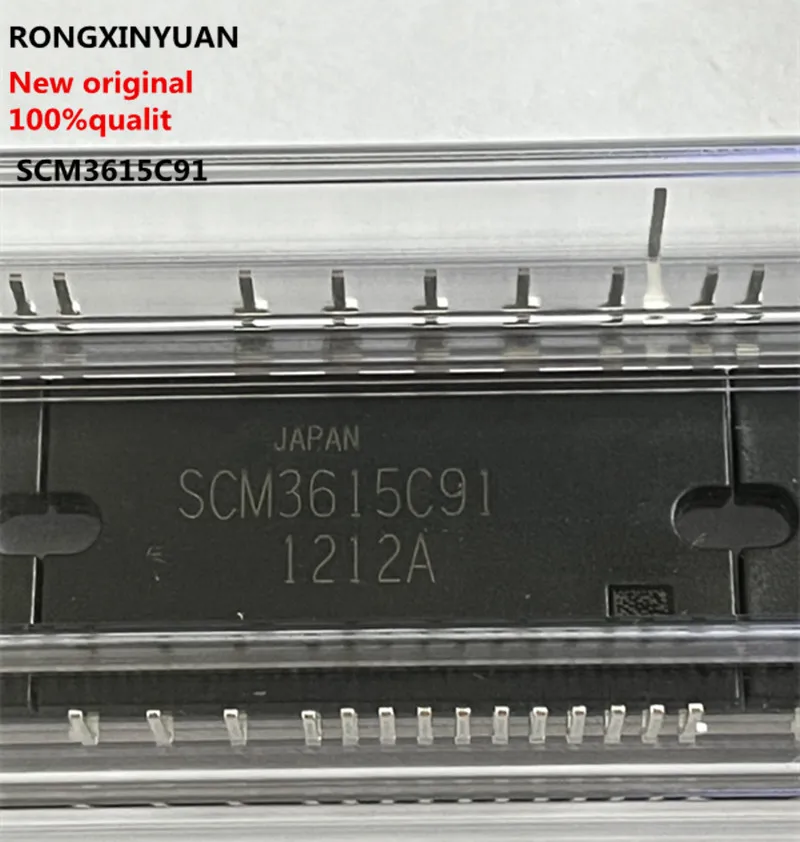 RONGXINYUAN
New original
100%qualit
SCM3615C91
JAPAN
SCM3615C91
1212A